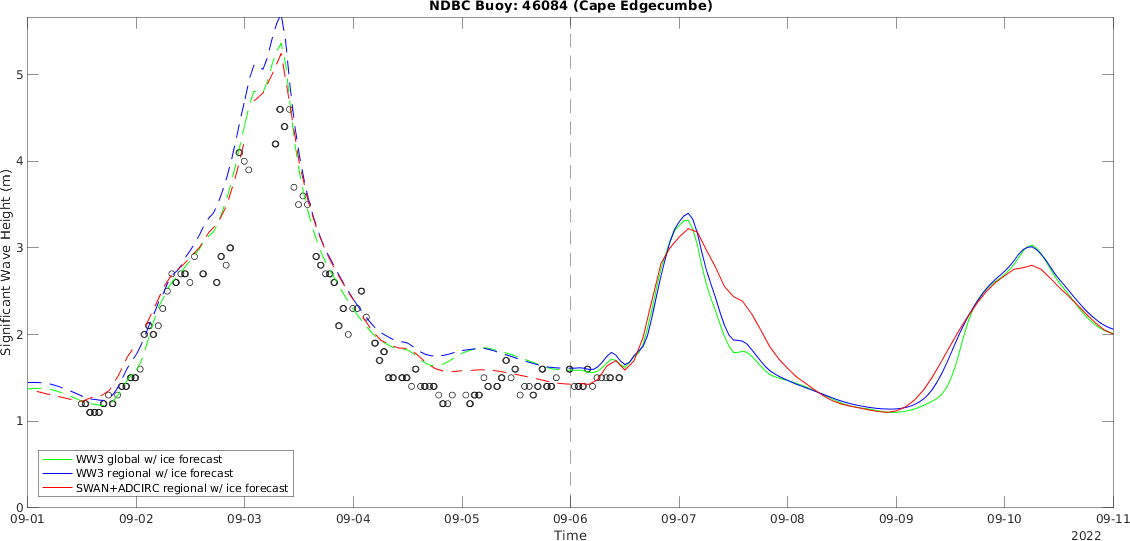 NDBC Buoy: 46084 (Cape Edgecumbe)
Significant Wave Height (m)
5
4
3
2
1
0
WW3 global w/ ice forecast
WW3 regional w/ ice forecast
SWAN+ADCIRC regional w/ ice forecast
09-01 09-02 09-03 09-04 09-05 09-06 09-07 09-08 09-09 09-10 09-11
Time
2022